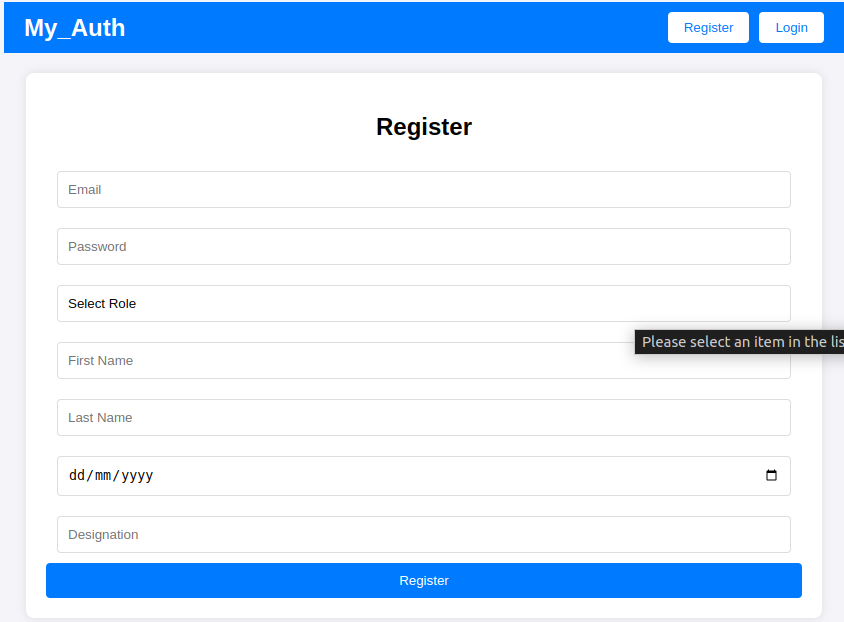 My_Auth
Register
Login
Register
Email
Password
Select Role
Please select an item in the lis
First Name
Last Name
dd/mm/yyyy
Designation
Register